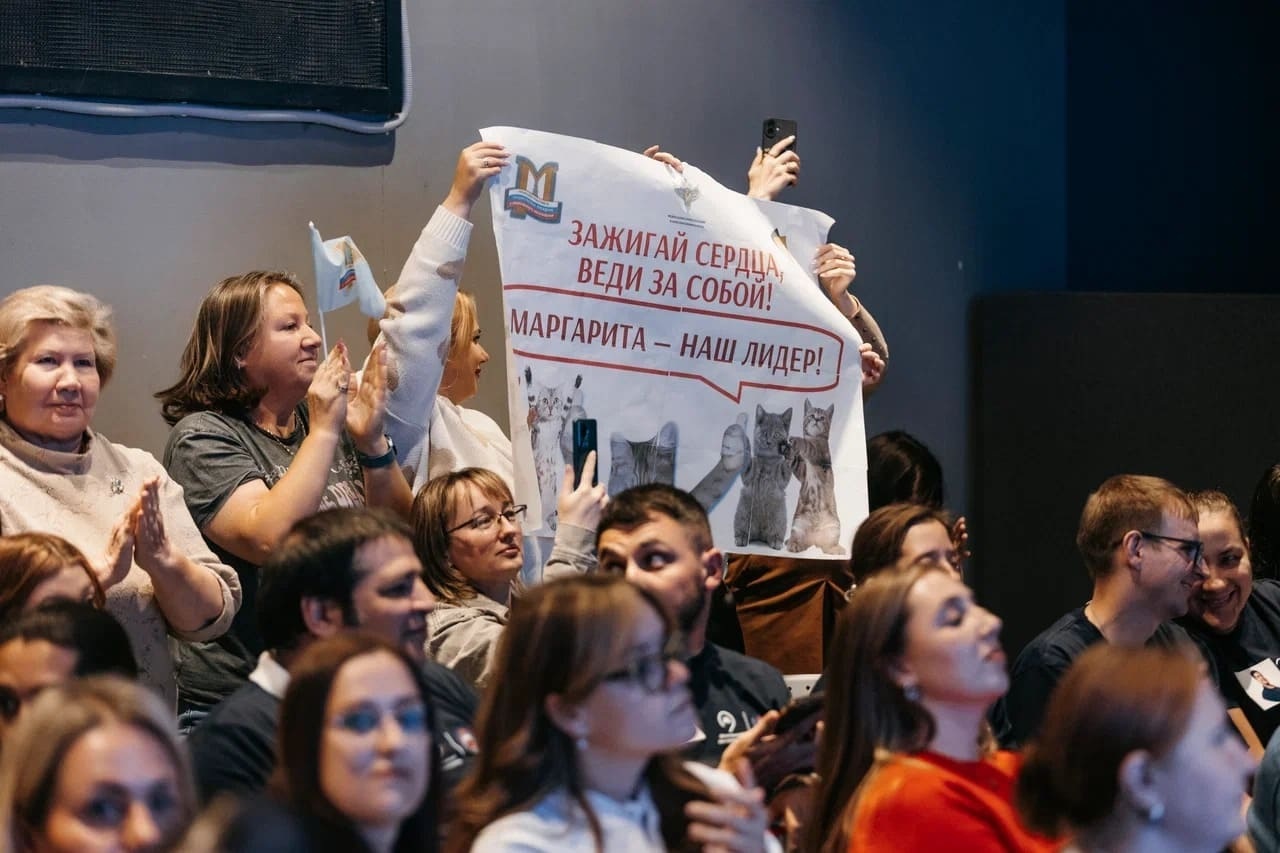 М
ЗАЖИГАЙ СЕРДЦА,
ВЕДИ ЗА СОБОЙ!
МАРГАРИТА – НАШ ЛИДЕР!